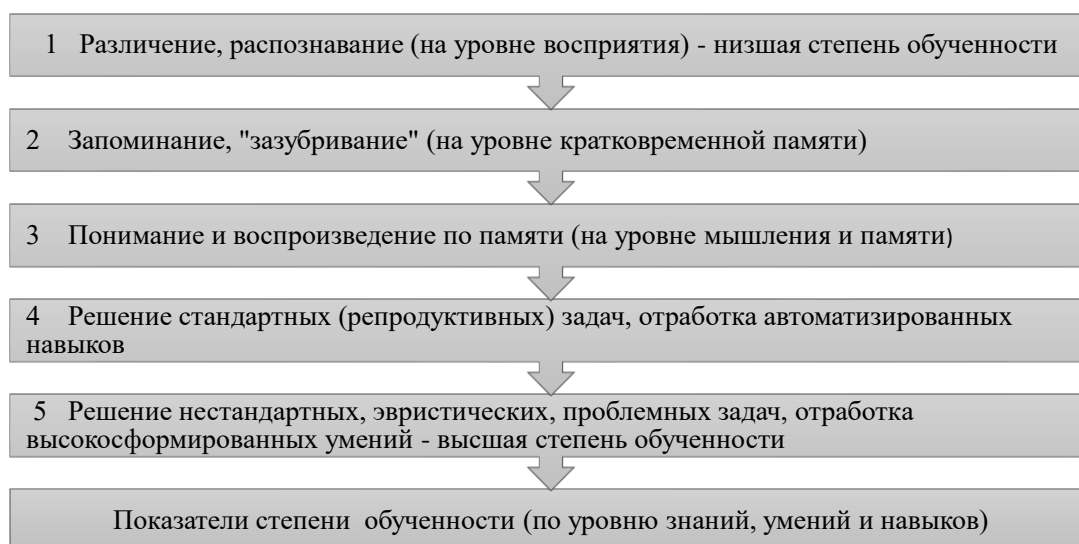 1 Различение, распознавание (на уровне восприятия) - низшая степень обученности
2 Запоминание, "зазубривание" (на уровне кратковременной памяти)
3 Понимание и воспроизведение по памяти (на уровне мышления и памяти)
4 Решение стандартных (репродуктивных) задач, отработка автоматизированных
навыков
5 Решение нестандартных, эвристических, проблемных задач, отработка
высокосформированных умений - высшая степень обученности
Показатели степени обученности (по уровню знаний, умений и навыков)